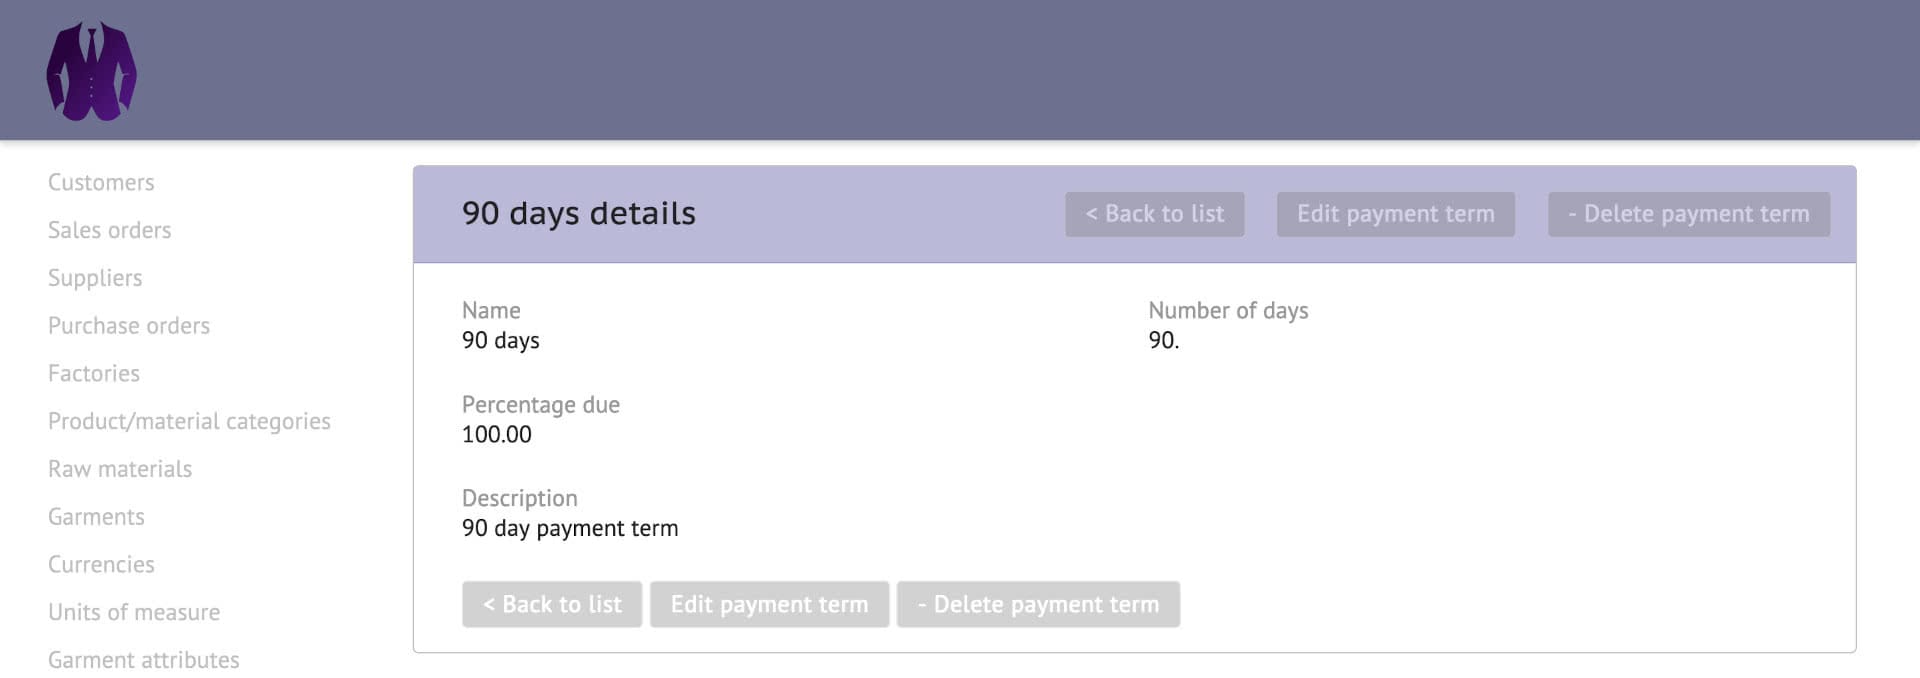 Customers
Sales orders
Suppliers
Purchase orders
Factories
Product/material categories
Raw materials
Garments
Currencies
Units of measure
Garment attributes
90 days details
< Back to list
Edit payment term
- Delete payment term
Name
90 days
Number of days
90.
Percentage due
100.00
Description
90 day payment term
< Back to list
Edit payment term
- Delete payment term